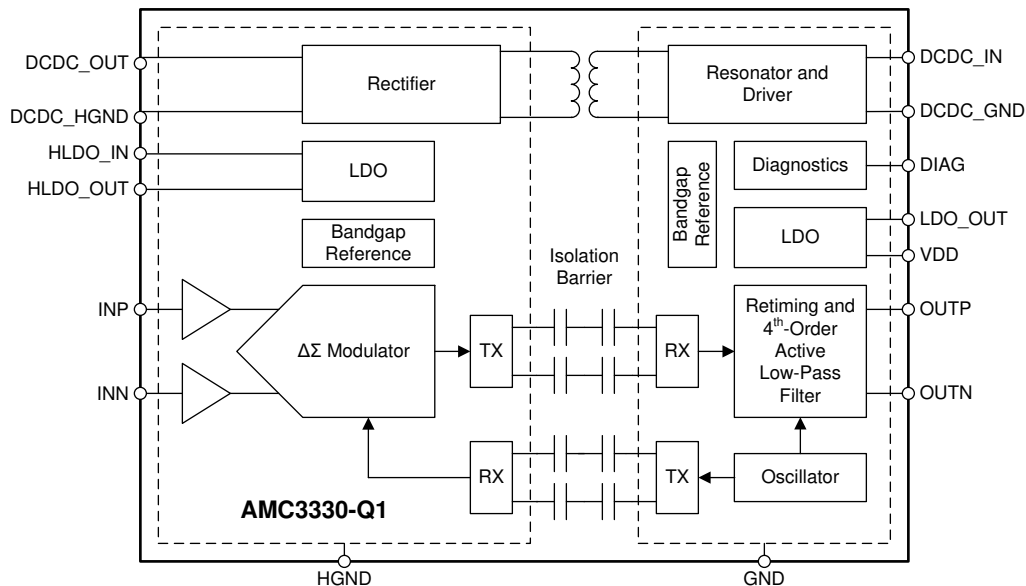 DCDC_OUT
DCDC_HGND
HLDO_IN
HLDO_OUT
INP
INN
Rectifier
LDO
Bandgap
Reference
ΔΣ Modulator
TX
RX
AMC3330-Q1
HGND
Isolation
Barrier
Resonator and
Driver
Bandgap
Reference
Diagnostics
LDO
RX
Retiming and
4th-Order
Active
Low-Pass
Filter
TX
Oscillator
GND
DCDC_IN
DCDC_GND
DIAG
LDO_OUT
VDD
OUTP
OUTN